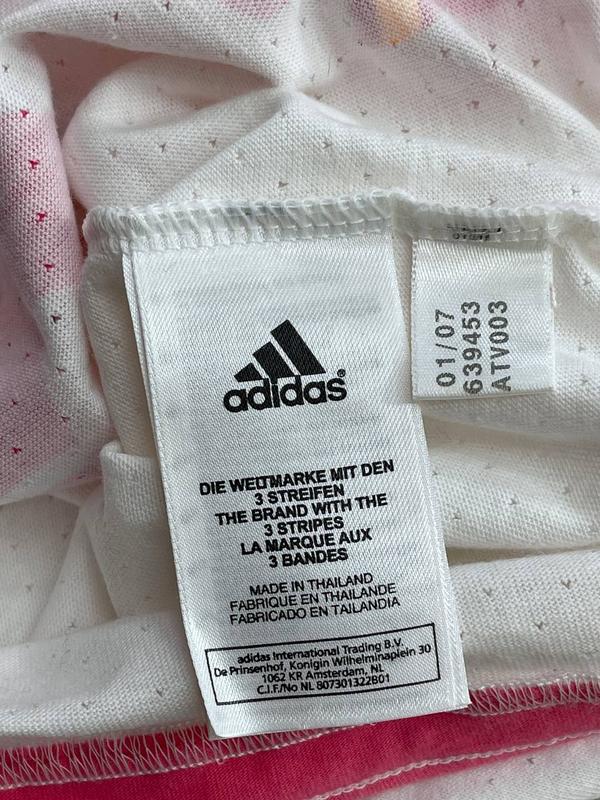 adidas®
DIE WELTMARKE MIT DEN
3 STREIFEN
THE BRAND WITH THE
3 STRIPES
LA MARQUE AUX
3 BANDES
MADE IN THAILAND
FABRIQUE EN THAILANDE
FABRICADO EN TAILANDIA
adidas International Trading B.V.
De Prinsenhof, Konigin Wilhelminaplein 30
1062 KR Amsterdam, NL
C.I.F./No NL 807301322B01
01/07
639453
ATV003